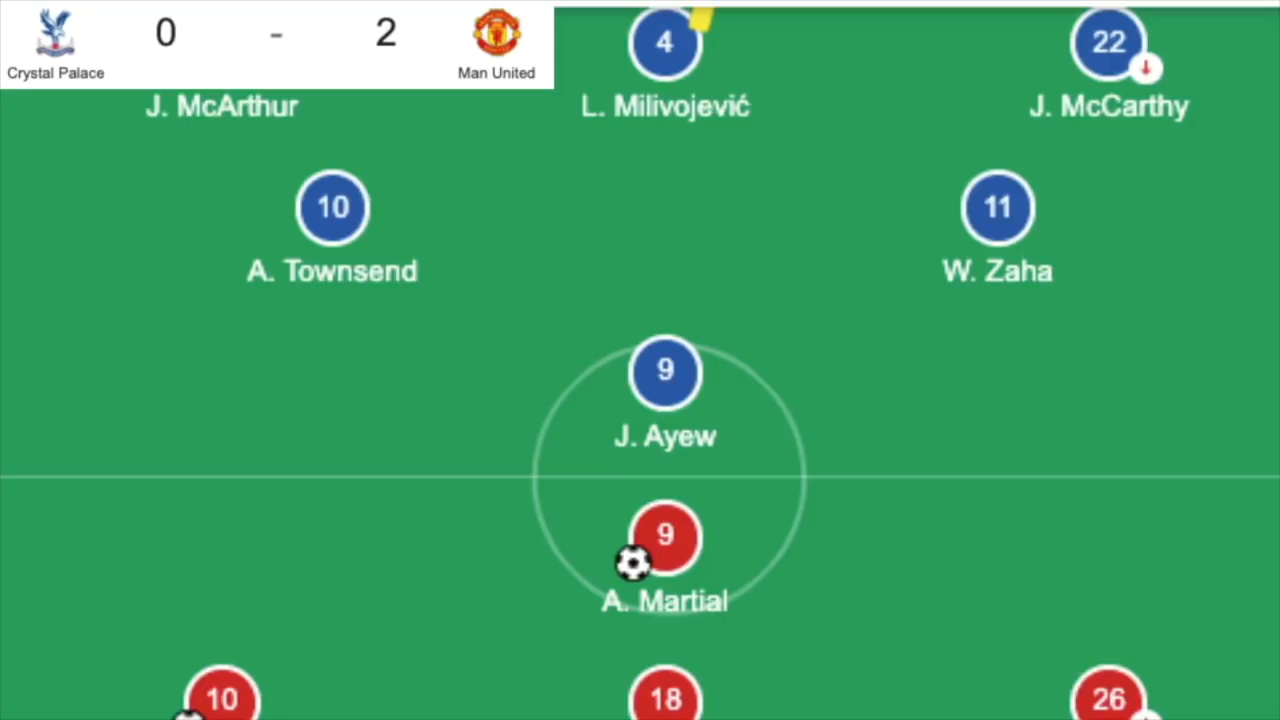 0 - 2
Crystal Palace Man United
4 22
J. McArthur L. Milivojević J. McCarthy
10 11
A. Townsend W. Zaha
9
J. Ayew
9
A. Martial
10 18 26